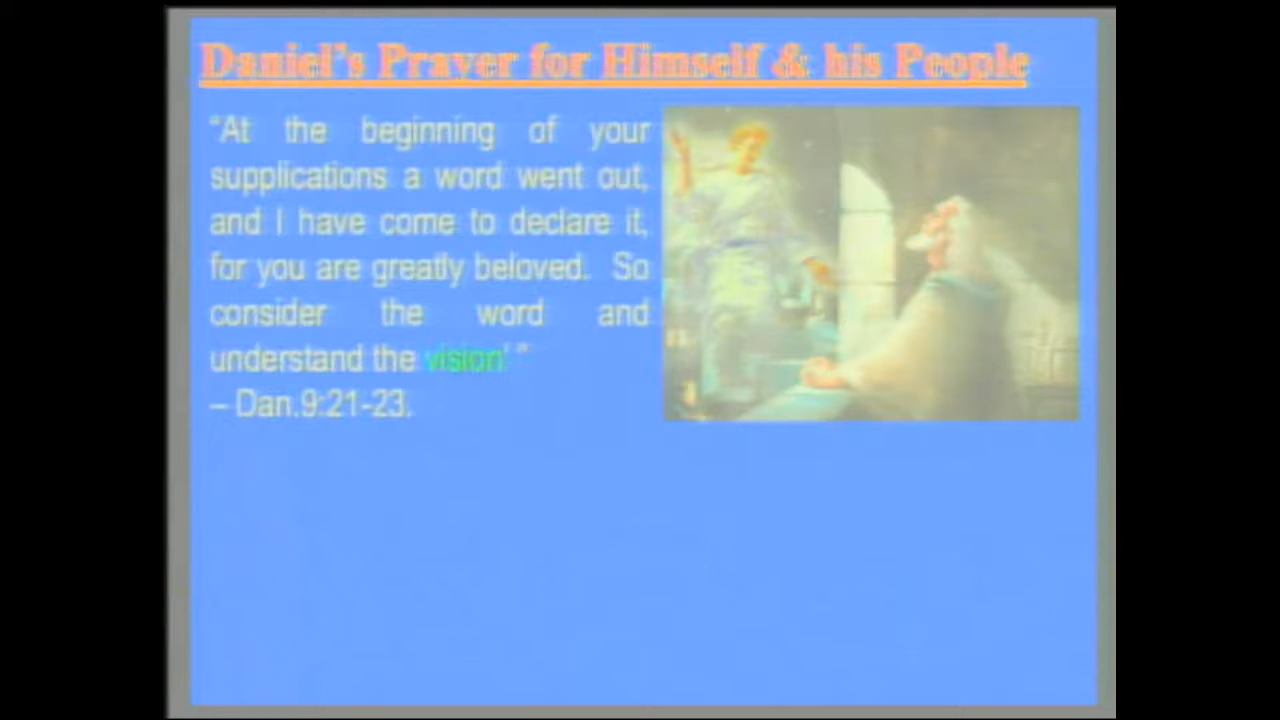 Daniel's Prayer for Himself & his People
"At the beginning of your
supplications a word went out,
and I have come to declare it,
for you are greatly beloved. So
consider the word and
understand the vision' "
– Dan.9:21-23.